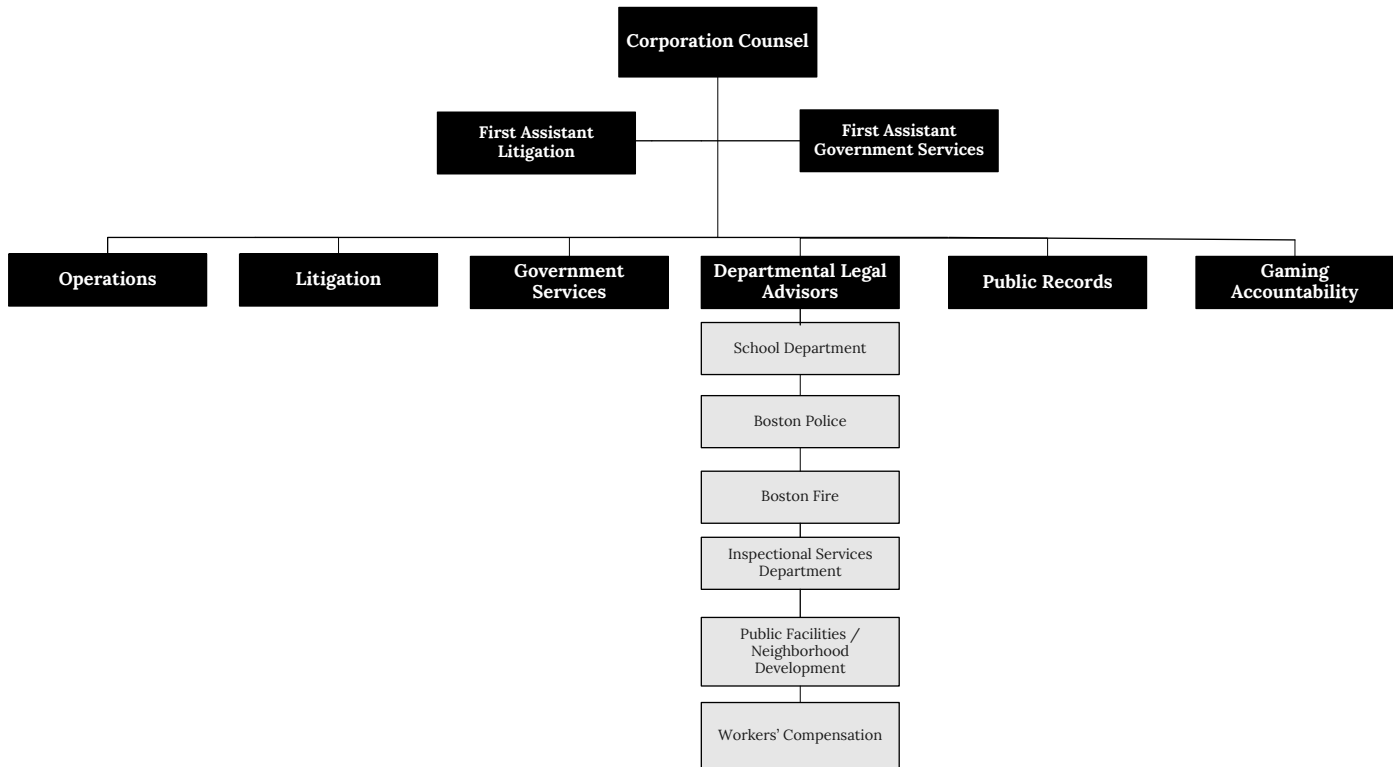 Corporation Counsel
First Assistant
Litigation
First Assistant
Government Services
Operations
Litigation
Government
Services
Departmental Legal
Advisors
Public Records
Gaming
Accountability
School Department
Boston Police
Boston Fire
Inspectional Services
Department
Public Facilities /
Neighborhood
Development
Workers’ Compensation